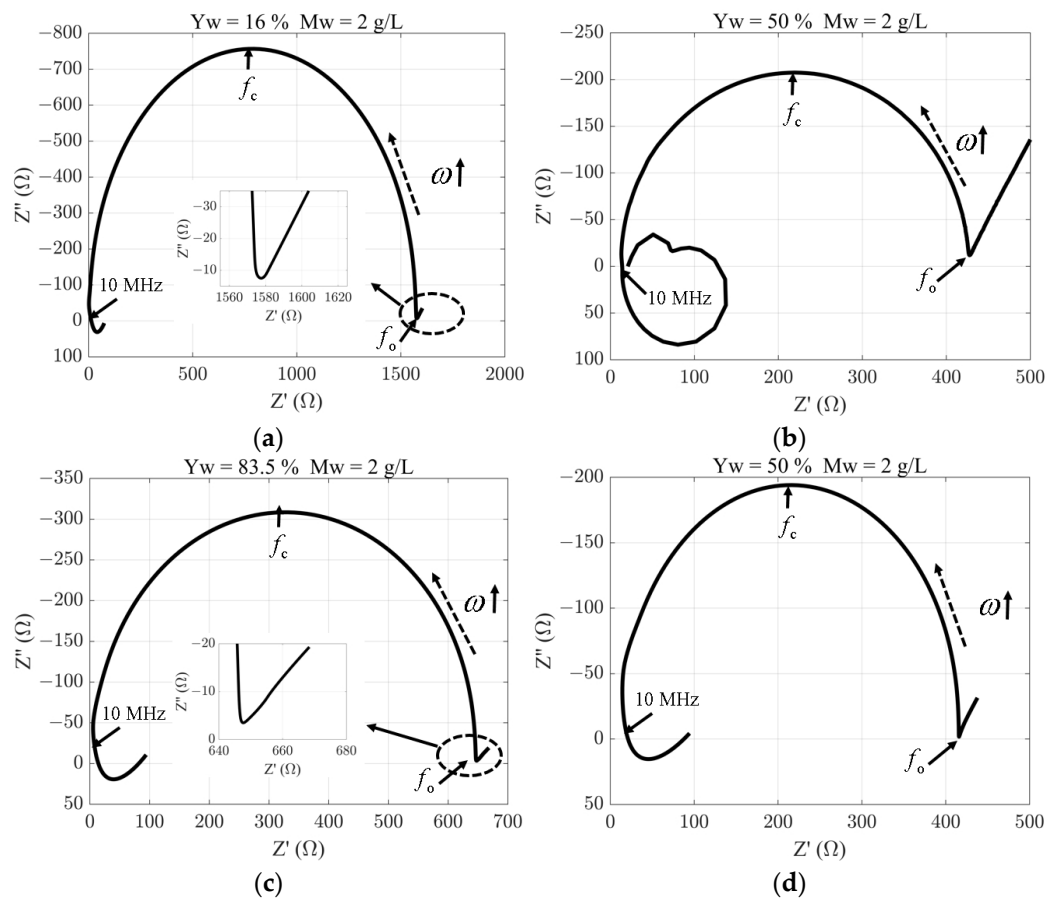 Yw = 16 % Mw = 2 g/L
−800
−700
−600
−500
−400
−300
−200
−100
0
100
Z'' (Ω)
f_c
ω↑
−30
−20
−10
Z'' (Ω)
1560 1580 1600 1620
Z' (Ω)
10 MHz
f_o
0 500 1000 1500 2000
Z' (Ω)
(a)
Yw = 50 % Mw = 2 g/L
−250
−200
−150
−100
−50
0
50
100
Z'' (Ω)
f_c
ω↑
10 MHz
f_o
0 100 200 300 400 500
Z' (Ω)
(b)
Yw = 83.5 % Mw = 2 g/L
−350
−300
−250
−200
−150
−100
−50
0
50
Z'' (Ω)
f_c
ω↑
−20
−10
0
Z'' (Ω)
640 660 680
Z' (Ω)
10 MHz
f_o
0 100 200 300 400 500 600 700
Z' (Ω)
(c)
Yw = 50 % Mw = 2 g/L
−200
−150
−100
−50
0
50
Z'' (Ω)
f_c
ω↑
10 MHz
f_o
0 100 200 300 400 500
Z' (Ω)
(d)